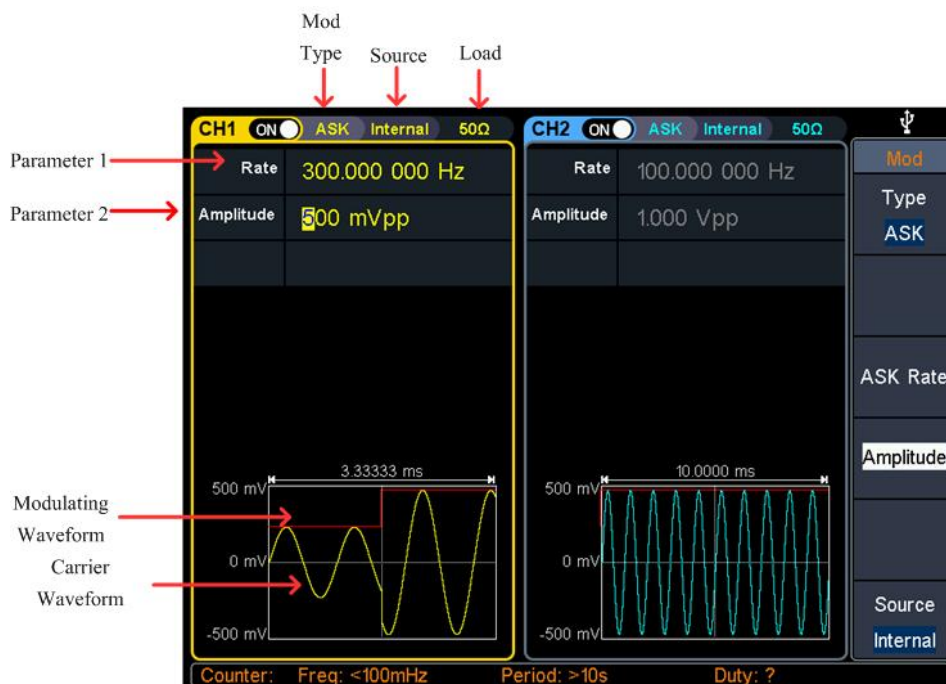 Mod
Type
Source
Load
CH1 ON ASK Internal 50Ω
CH2 ON ASK Internal 50Ω
Parameter 1
Rate 300.000 000 Hz
Rate 100.000 000 Hz
Parameter 2
Amplitude 500 mVpp
Amplitude 1.000 Vpp
Mod
Type
ASK
ASK Rate
Amplitude
Source
Internal
3.33333 ms
500 mV
0 mV
-500 mV
10.0000 ms
500 mV
0 mV
-500 mV
Modulating
Waveform
Carrier
Waveform
Counter: Freq: <100mHz Period: >10s Duty: ?